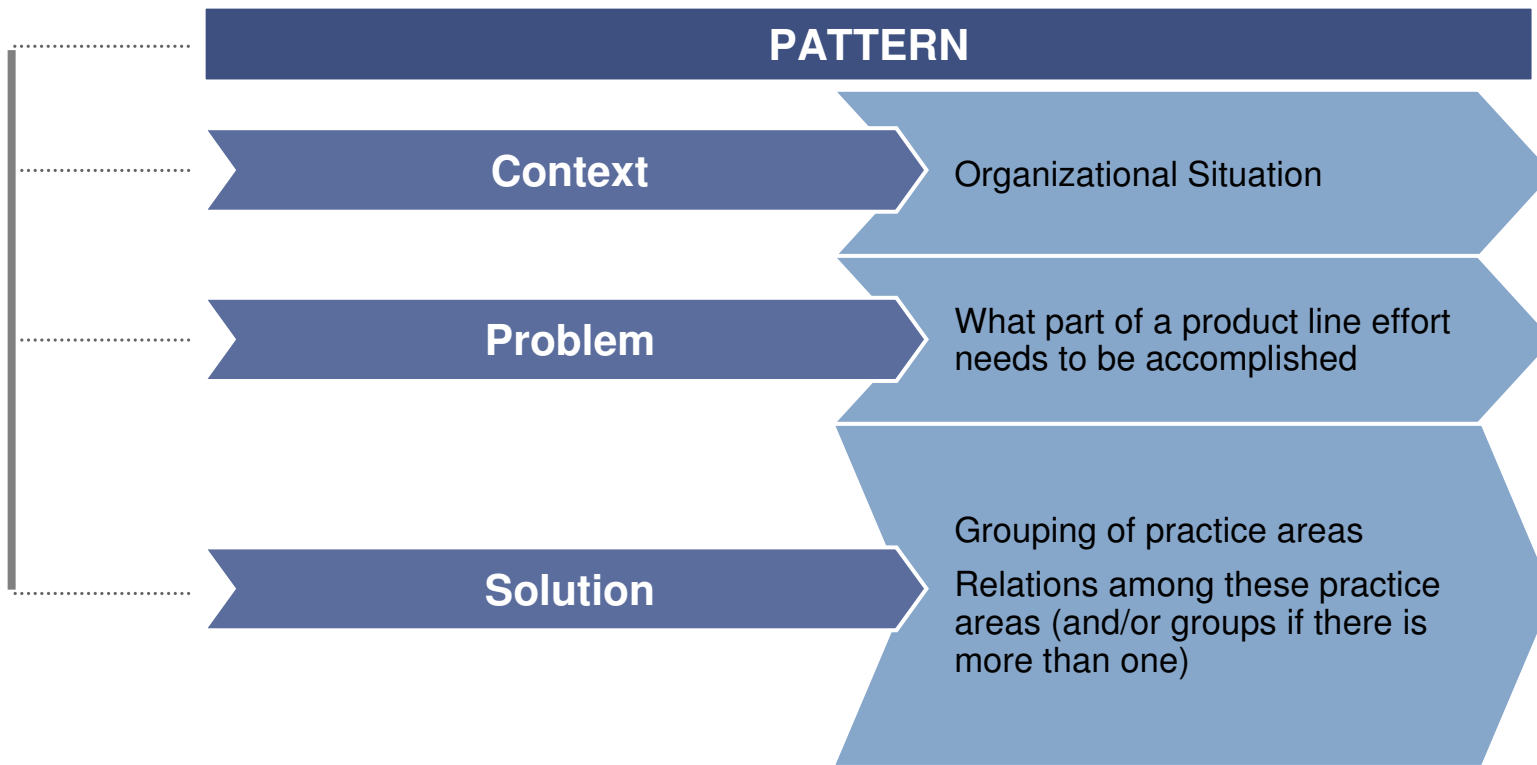 PATTERN
Context
Organizational Situation
Problem
What part of a product line effort
needs to be accomplished
Solution
Grouping of practice areas
Relations among these practice
areas (and/or groups if there is
more than one)